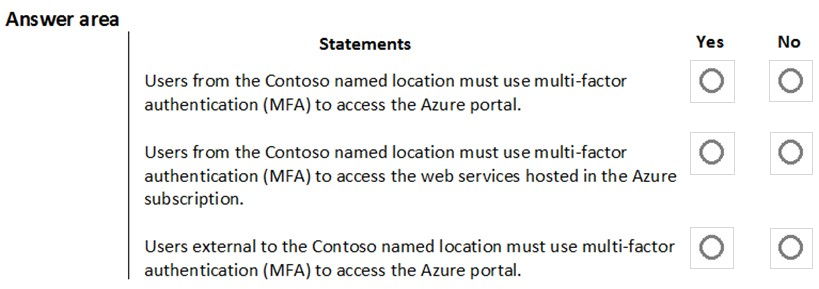 Answer area
Statements Yes No
Users from the Contoso named location must use multi-factor
authentication (MFA) to access the Azure portal.
Users from the Contoso named location must use multi-factor
authentication (MFA) to access the web services hosted in the Azure
subscription.
Users external to the Contoso named location must use multi-factor
authentication (MFA) to access the Azure portal.